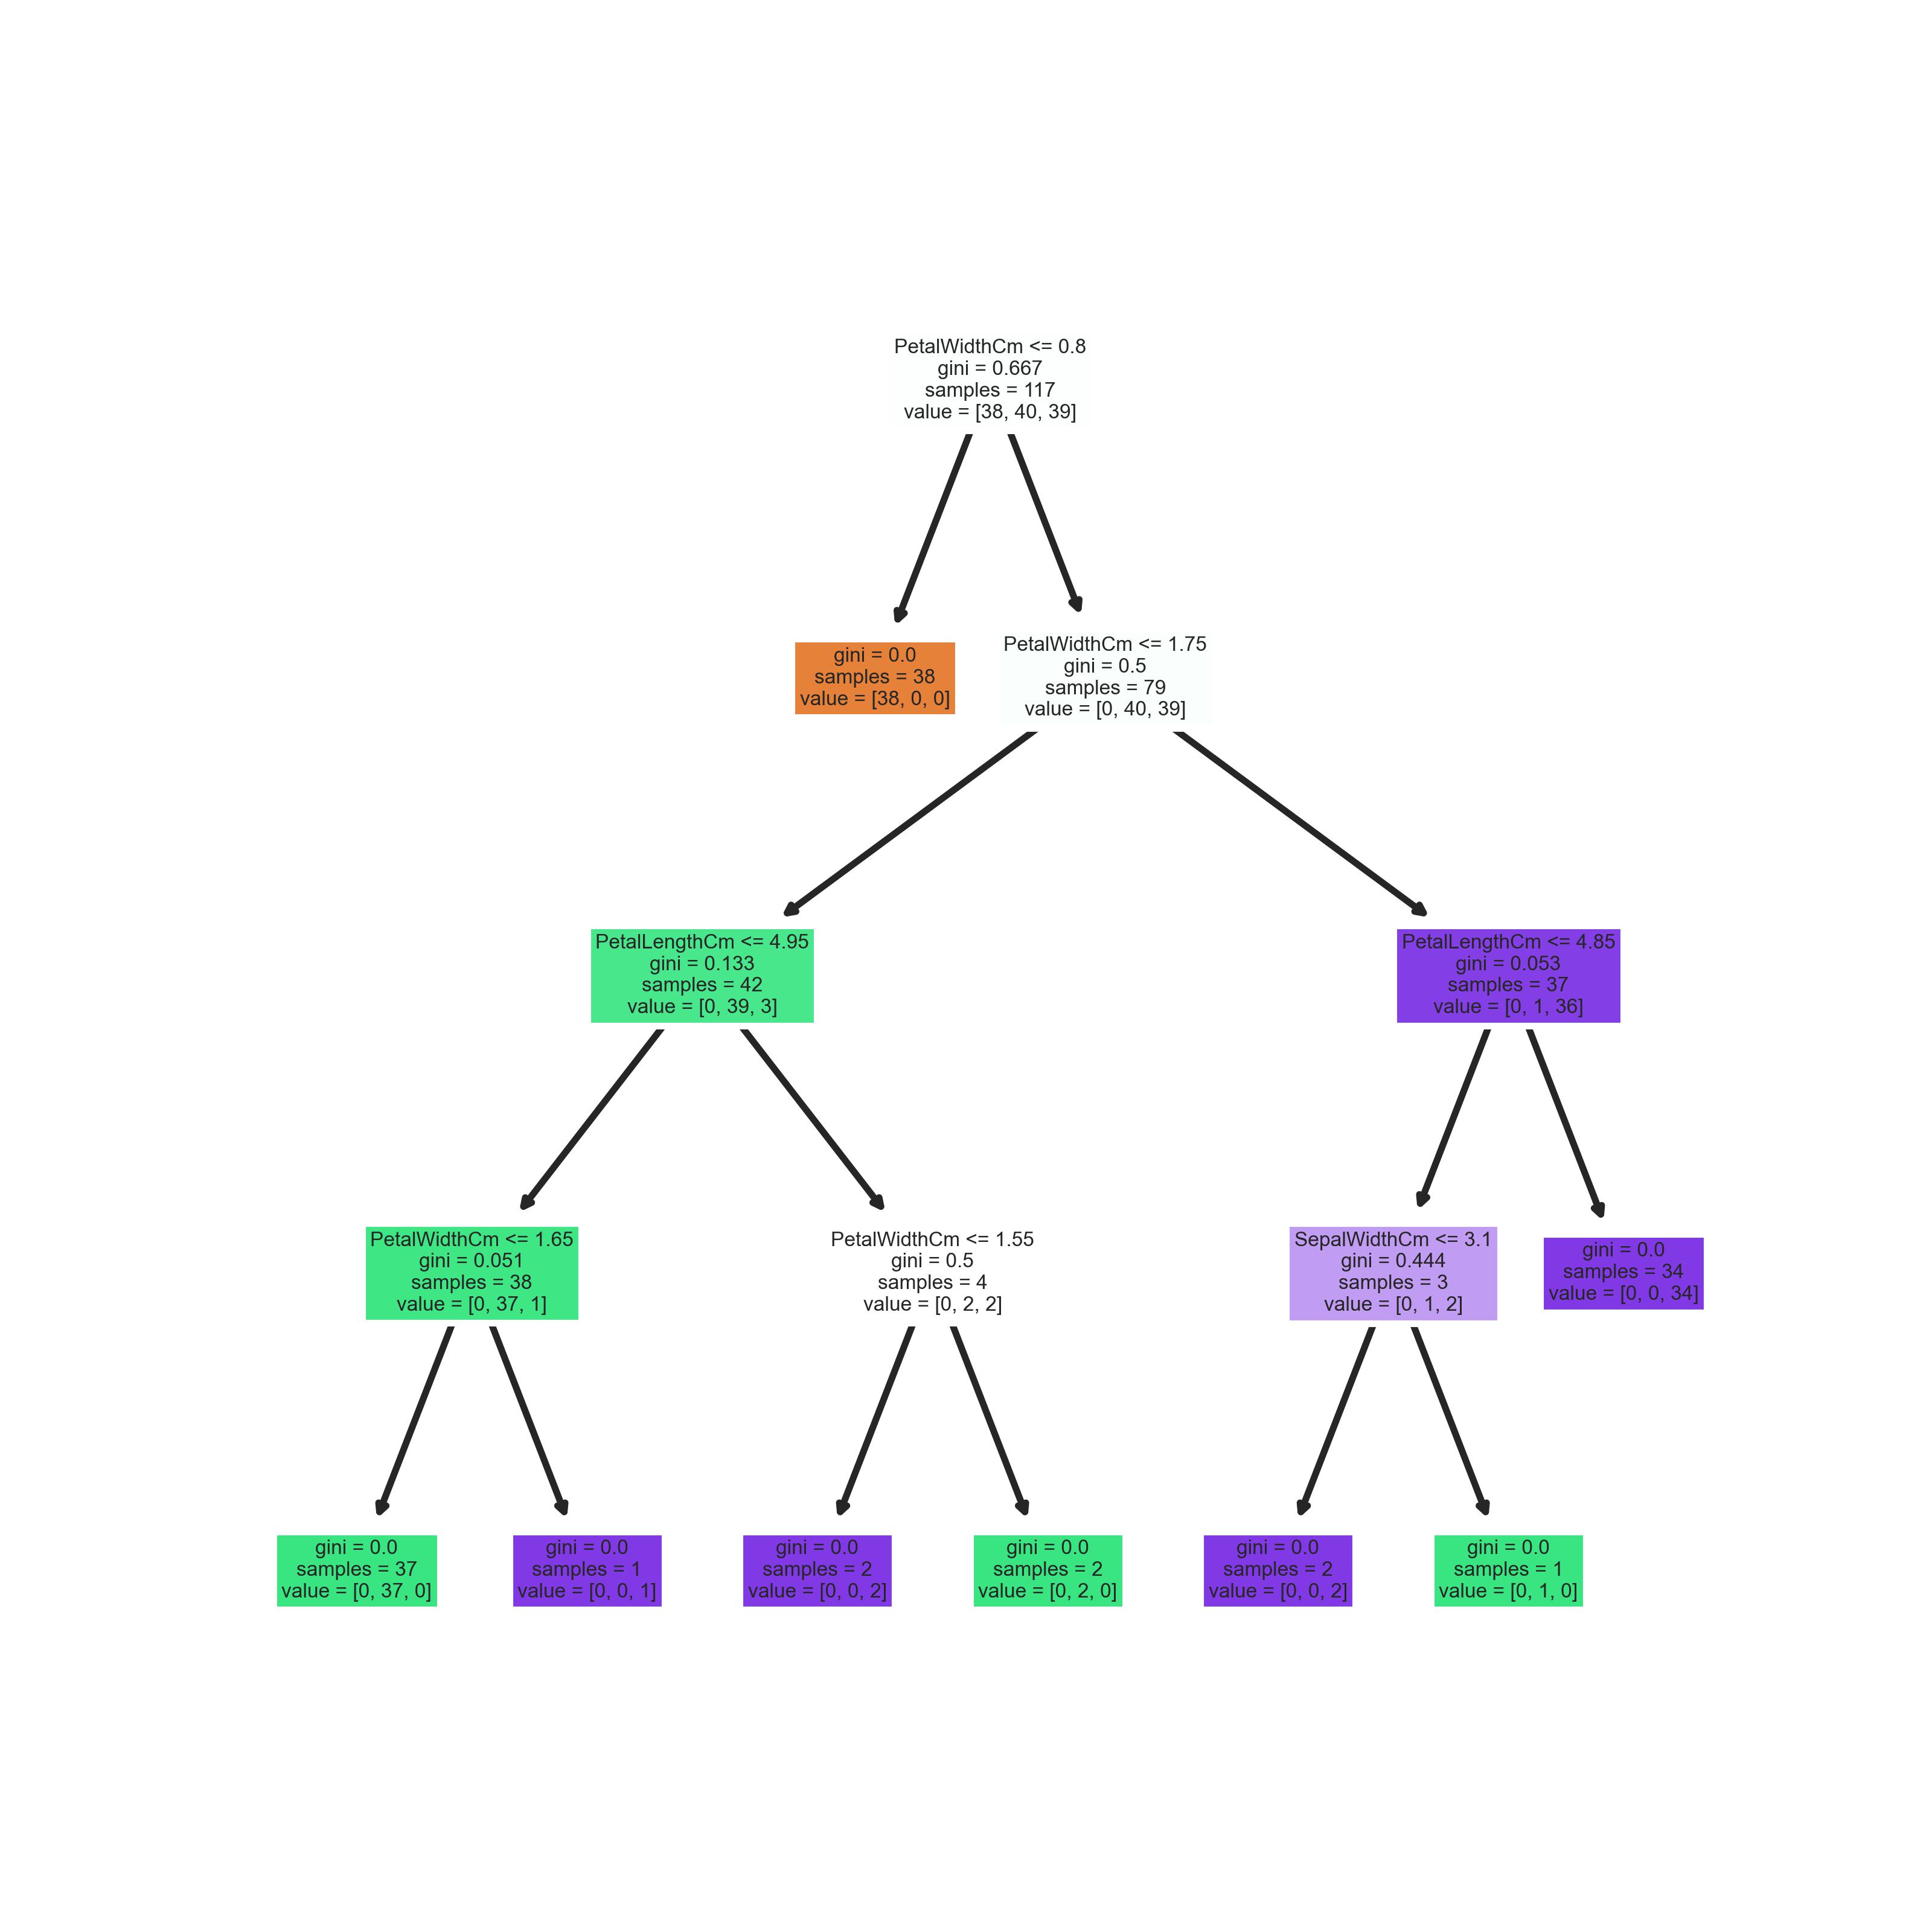 PetalWidthCm <= 0.8
gini = 0.667
samples = 117
value = [38, 40, 39]
gini = 0.0
samples = 38
value = [38, 0, 0]
PetalWidthCm <= 1.75
gini = 0.5
samples = 79
value = [0, 40, 39]
PetalLengthCm <= 4.95
gini = 0.133
samples = 42
value = [0, 39, 3]
PetalLengthCm <= 4.85
gini = 0.053
samples = 37
value = [0, 1, 36]
PetalWidthCm <= 1.65
gini = 0.051
samples = 38
value = [0, 37, 1]
PetalWidthCm <= 1.55
gini = 0.5
samples = 4
value = [0, 2, 2]
SepalWidthCm <= 3.1
gini = 0.444
samples = 3
value = [0, 1, 2]
gini = 0.0
samples = 34
value = [0, 0, 34]
gini = 0.0
samples = 37
value = [0, 37, 0]
gini = 0.0
samples = 1
value = [0, 0, 1]
gini = 0.0
samples = 2
value = [0, 0, 2]
gini = 0.0
samples = 2
value = [0, 2, 0]
gini = 0.0
samples = 2
value = [0, 0, 2]
gini = 0.0
samples = 1
value = [0, 1, 0]